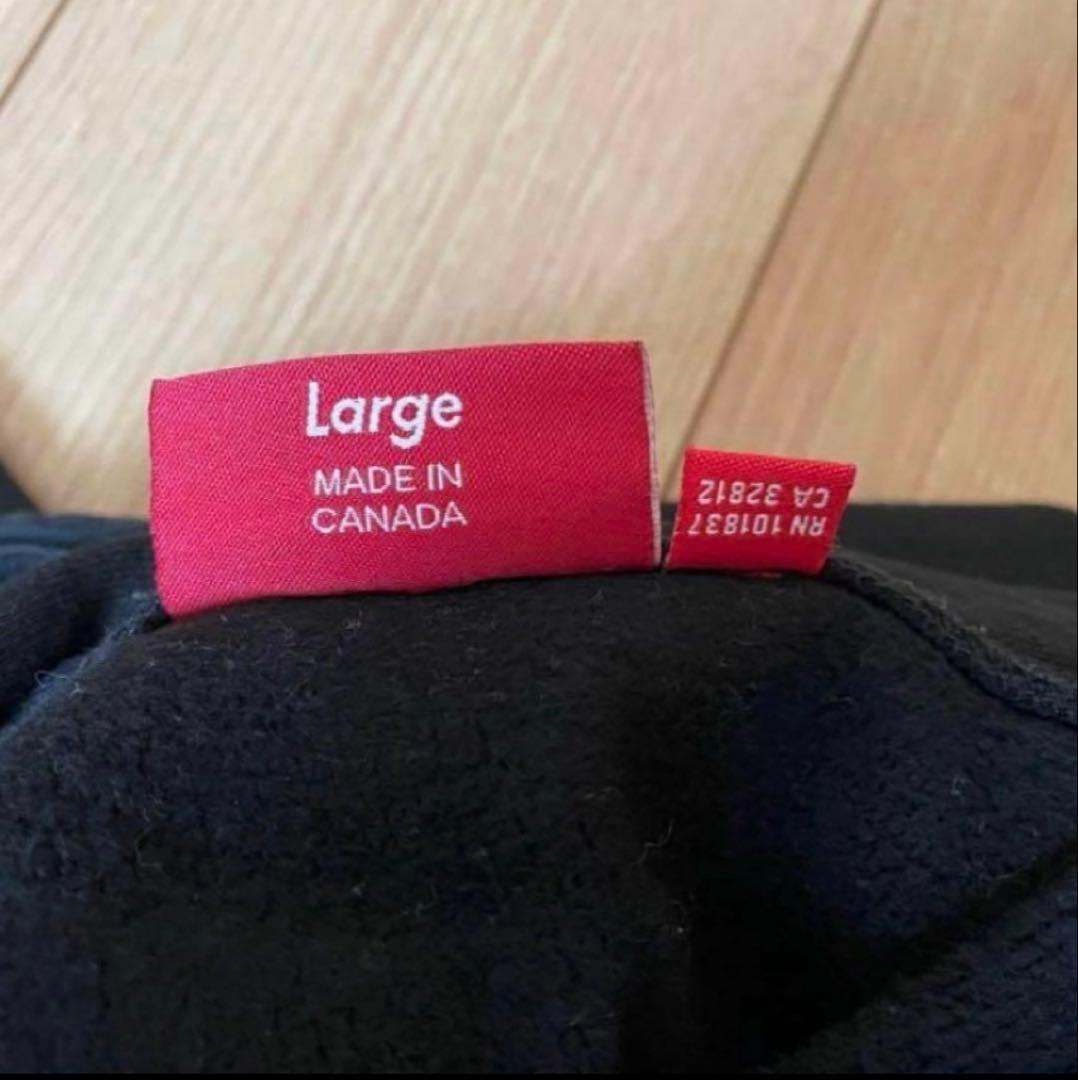 Large
MADE IN
CANADA
RN 101837
CA 32812